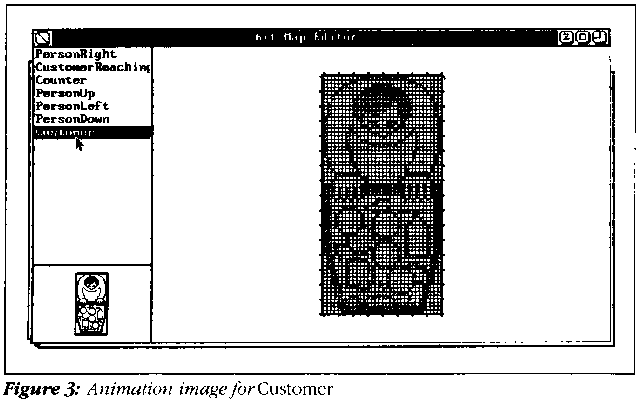 Bit Map Editor
PersonRight
CustomerReaching
Counter
PersonUp
PersonLeft
PersonDown
Customer
Figure 3: Animation image for Customer